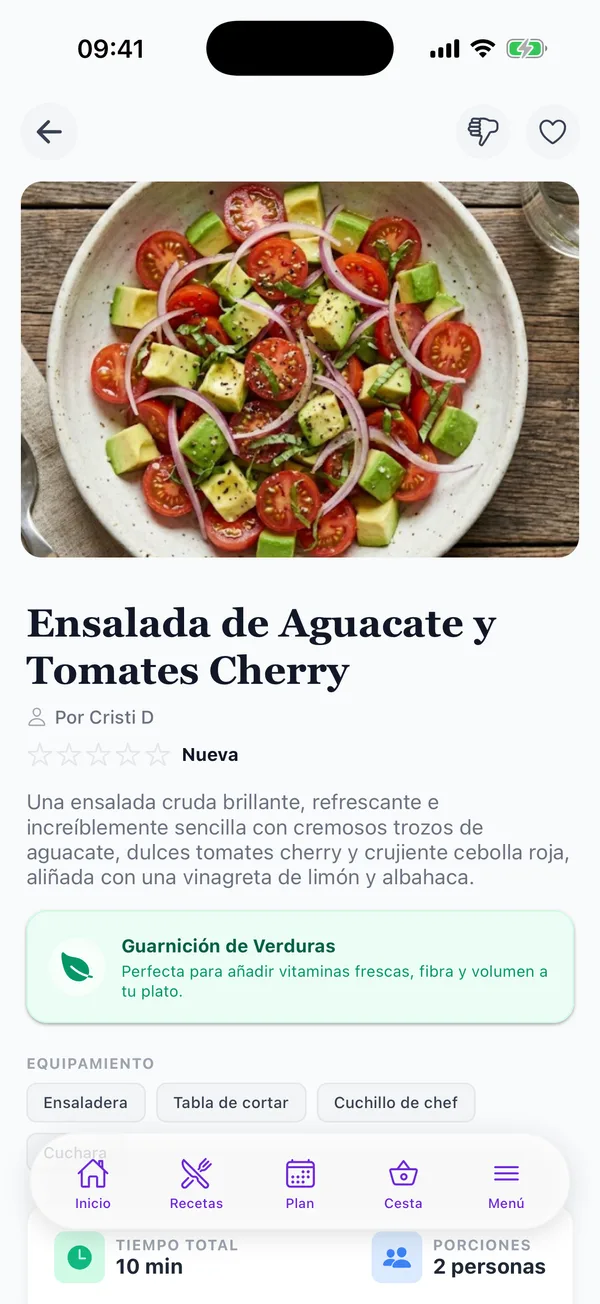 09:41
Ensalada de Aguacate y
Tomates Cherry
Por Cristi D
Nueva
Una ensalada cruda brillante, refrescante e
increíblemente sencilla con cremosos trozos de
aguacate, dulces tomates cherry y crujiente cebolla roja,
aliñada con una vinagreta de limón y albahaca.
Guarnición de Verduras
Perfecta para añadir vitaminas frescas, fibra y volumen a
tu plato.
EQUIPAMIENTO
Ensaladera
Tabla de cortar
Cuchillo de chef
Cuchara
Inicio
Recetas
Plan
Cesta
Menú
TIEMPO TOTAL
10 min
PORCIONES
2 personas